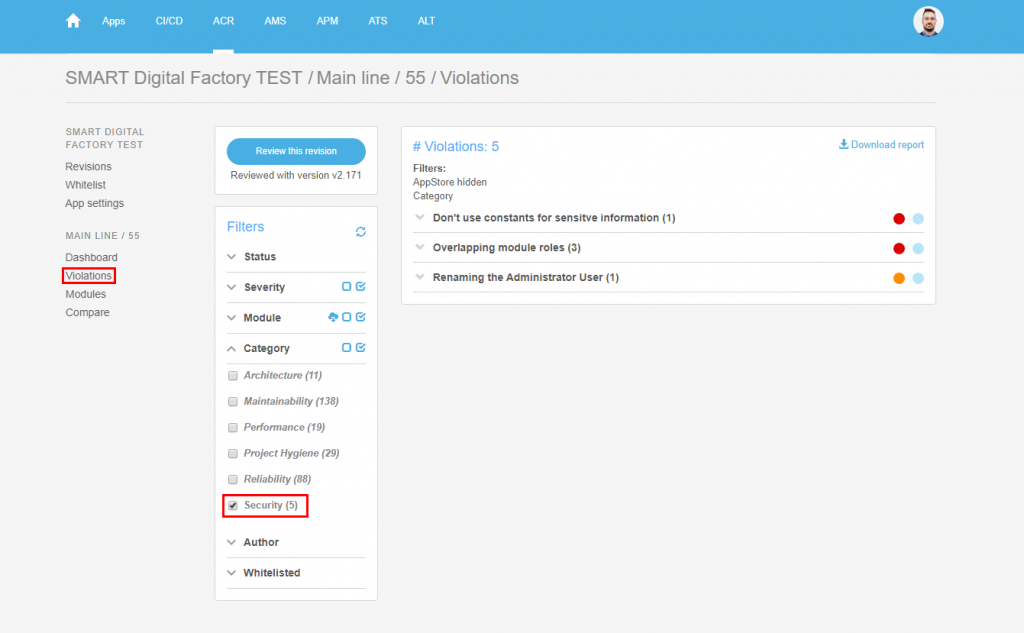 Apps CI/CD ACR AMS APM ATS ALT
SMART Digital Factory TEST / Main line / 55 / Violations
SMART DIGITAL
FACTORY TEST
Revisions
Whitelist
App settings
MAIN LINE / 55
Dashboard
Violations
Modules
Compare
Review this revision
Reviewed with version v2.171
Filters
Status
Severity
Module
Category
Architecture (11)
Maintainability (138)
Performance (19)
Project Hygiene (29)
Reliability (88)
Security (5)
Author
Whitelisted
# Violations: 5
Download report
Filters:
AppStore hidden
Category
Don't use constants for sensitve information (1)
Overlapping module roles (3)
Renaming the Administrator User (1)